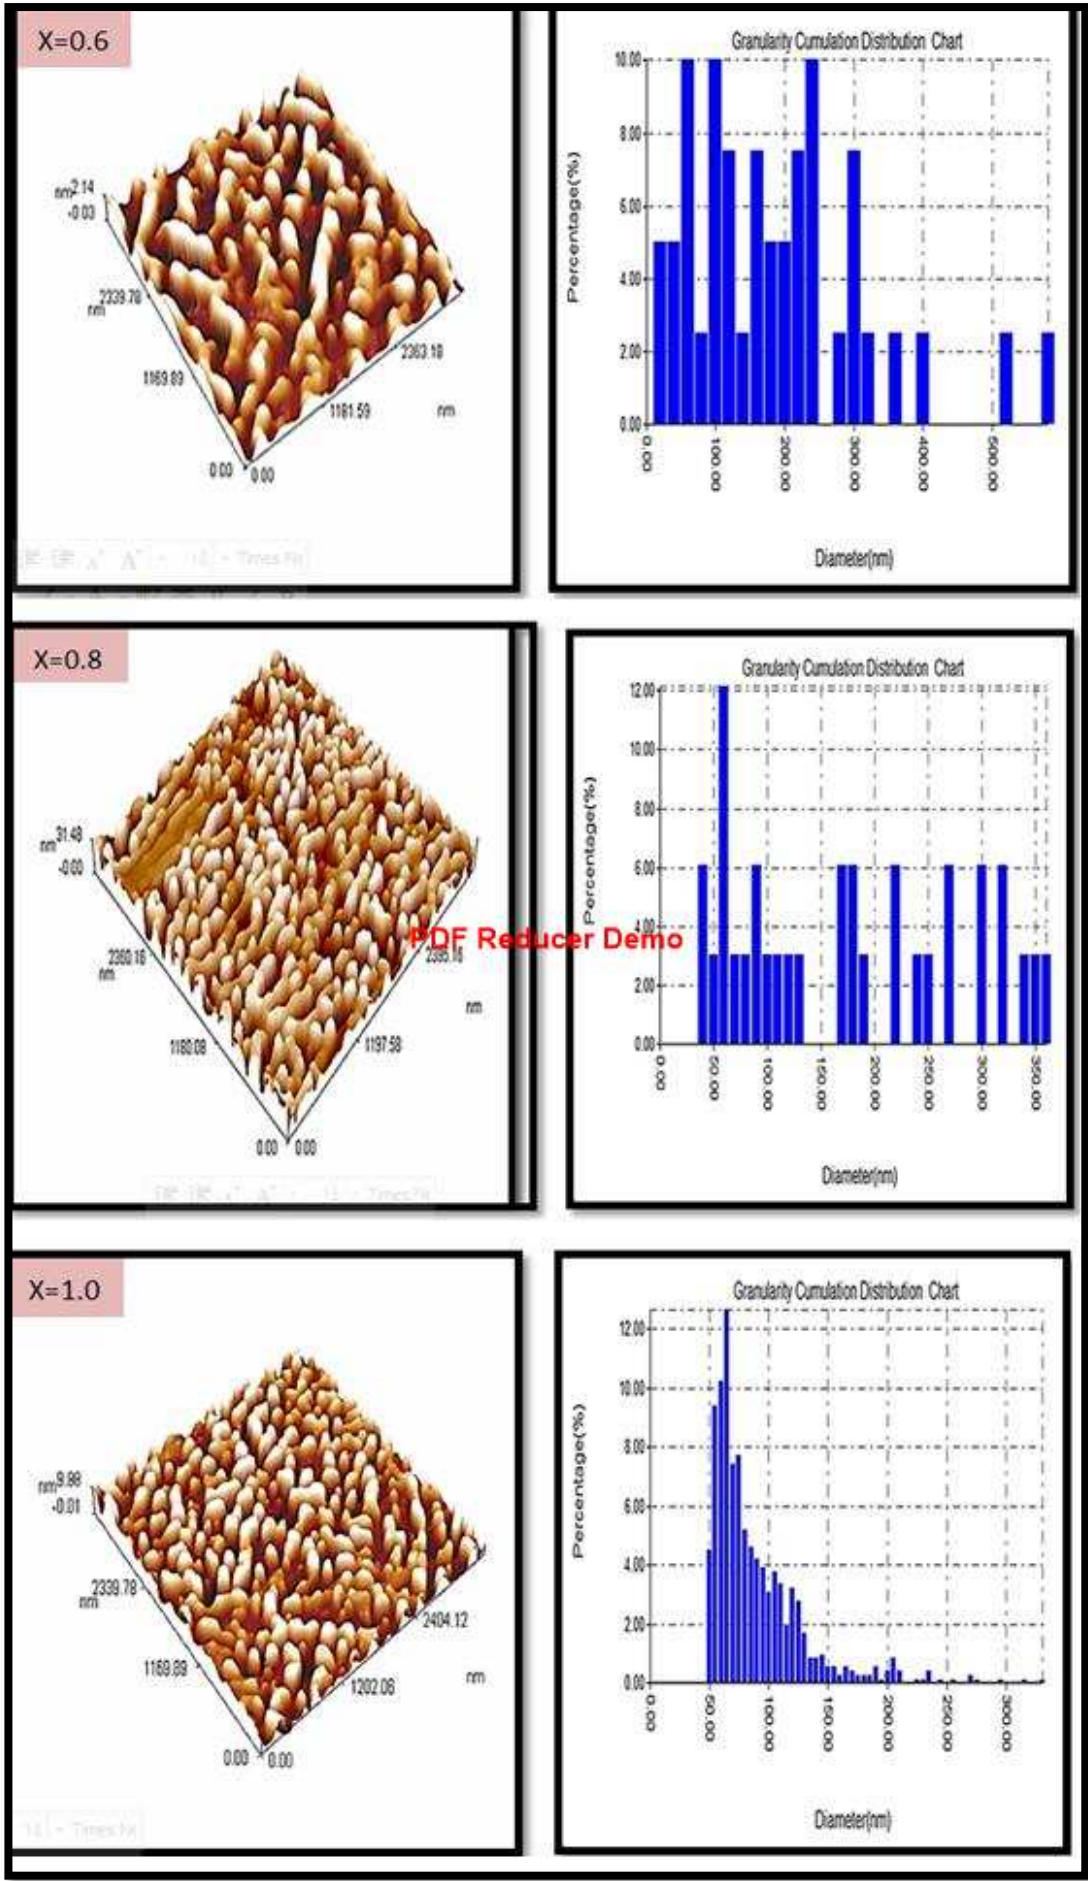 X=0.6
nm 2.14
-0.03
2339.78
nm
1169.89
0.00
0.00
1181.59
2363.18
nm
Granularity Cumulation Distribution Chart
Percentage(%)
10.00
8.00
6.00
4.00
2.00
0.00
0.00
100.00
200.00
300.00
400.00
500.00
Diameter(nm)
X=0.8
nm 31.48
-0.00
2360.16
nm
1180.08
0.00
0.00
1197.58
2395.16
nm
Granularity Cumulation Distribution Chart
Percentage(%)
12.00
10.00
8.00
6.00
4.00
2.00
0.00
0.00
50.00
100.00
150.00
200.00
250.00
300.00
350.00
Diameter(nm)
PDF Reducer Demo
X=1.0
nm 9.98
-0.01
2339.78
nm
1169.89
0.00
0.00
1202.06
2404.12
nm
Granularity Cumulation Distribution Chart
Percentage(%)
12.00
10.00
8.00
6.00
4.00
2.00
0.00
0.00
50.00
100.00
150.00
200.00
250.00
300.00
Diameter(nm)